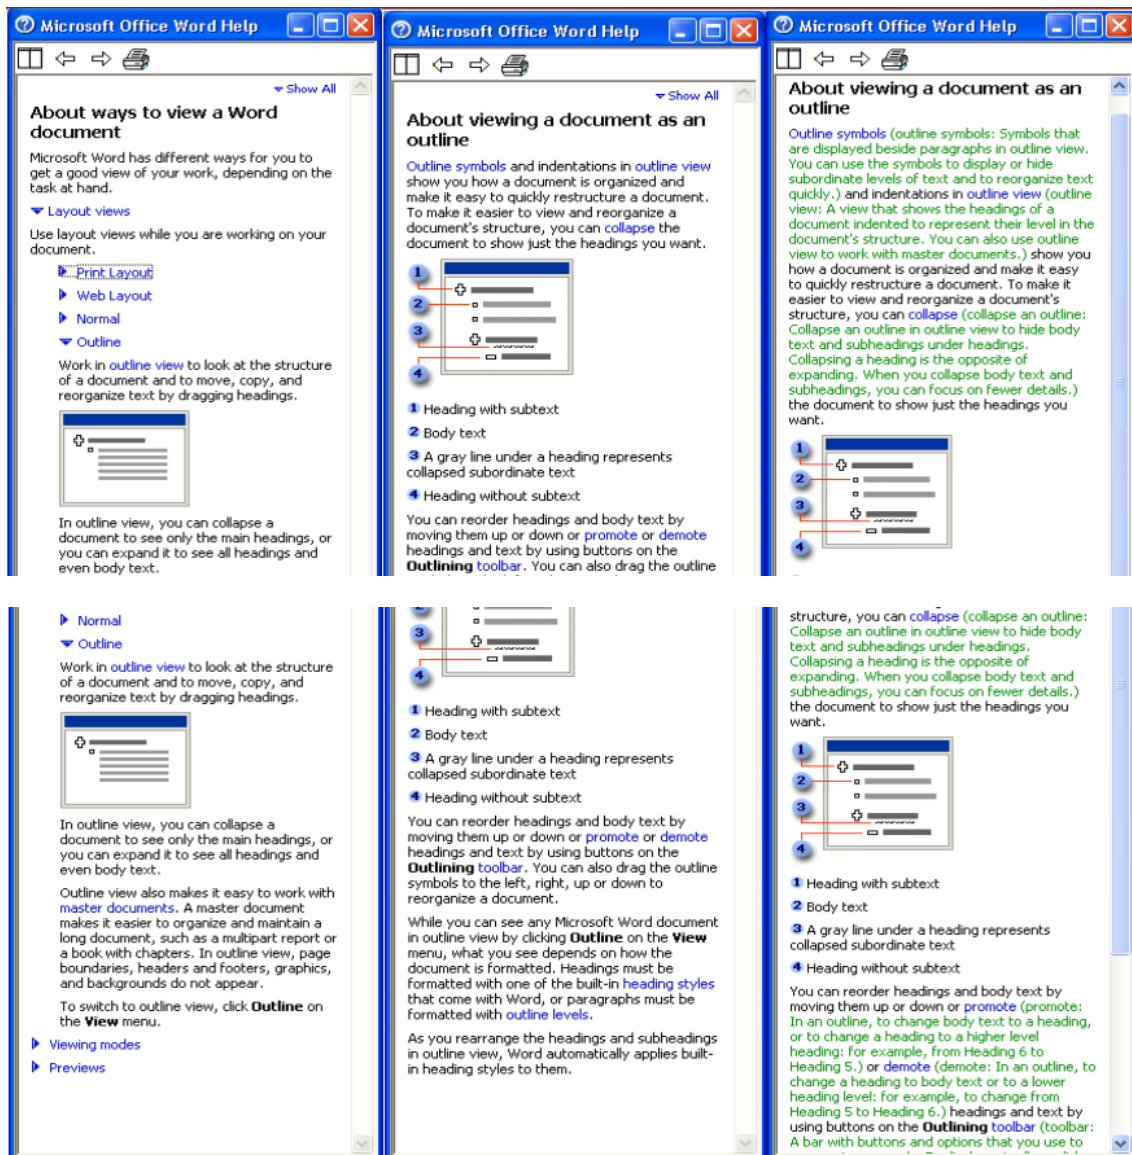 Microsoft Office Word Help
Show All
About ways to view a Word
document
Microsoft Word has different ways for you to
get a good view of your work, depending on the
task at hand.
Layout views
Use layout views while you are working on your
document.
Print Layout
Web Layout
Normal
Outline
Work in outline view to look at the structure
of a document and to move, copy, and
reorganize text by dragging headings.
In outline view, you can collapse a
document to see only the main headings, or
you can expand it to see all headings and
even body text.
Microsoft Office Word Help
Show All
About viewing a document as an
outline
Outline symbols and indentations in outline view
show you how a document is organized and
make it easy to quickly restructure a document.
To make it easier to view and reorganize a
document's structure, you can collapse the
document to show just the headings you want.
1
2
3
4
1 Heading with subtext
2 Body text
3 A gray line under a heading represents
collapsed subordinate text
4 Heading without subtext
You can reorder headings and body text by
moving them up or down or promote or demote
headings and text by using buttons on the
Outlining toolbar. You can also drag the outline
Microsoft Office Word Help
About viewing a document as an
outline
Outline symbols (outline symbols: Symbols that
are displayed beside paragraphs in outline view.
You can use the symbols to display or hide
subordinate levels of text and to reorganize text
quickly.) and indentations in outline view (outline
view: A view that shows the headings of a
document indented to represent their level in the
document's structure. You can also use outline
view to work with master documents.) show you
how a document is organized and make it easy
to quickly restructure a document. To make it
easier to view and reorganize a document's
structure, you can collapse (collapse an outline:
Collapse an outline in outline view to hide body
text and subheadings under headings.
Collapsing a heading is the opposite of
expanding. When you collapse body text and
subheadings, you can focus on fewer details.)
the document to show just the headings you
want.
1
2
3
4
Normal
Outline
Work in outline view to look at the structure
of a document and to move, copy, and
reorganize text by dragging headings.
In outline view, you can collapse a
document to see only the main headings, or
you can expand it to see all headings and
even body text.
Outline view also makes it easy to work with
master documents. A master document
makes it easier to organize and maintain a
long document, such as a multipart report or
a book with chapters. In outline view, page
boundaries, headers and footers, graphics,
and backgrounds do not appear.
To switch to outline view, click Outline on
the View menu.
Viewing modes
Previews
2
3
4
1 Heading with subtext
2 Body text
3 A gray line under a heading represents
collapsed subordinate text
4 Heading without subtext
You can reorder headings and body text by
moving them up or down or promote or demote
headings and text by using buttons on the
Outlining toolbar. You can also drag the outline
symbols to the left, right, up or down to
reorganize a document.
While you can see any Microsoft Word document
in outline view by clicking Outline on the View
menu, what you see depends on how the
document is formatted. Headings must be
formatted with one of the built-in heading styles
that come with Word, or paragraphs must be
formatted with outline levels.
As you rearrange the headings and subheadings
in outline view, Word automatically applies built-
in heading styles to them.
structure, you can collapse (collapse an outline:
Collapse an outline in outline view to hide body
text and subheadings under headings.
Collapsing a heading is the opposite of
expanding. When you collapse body text and
subheadings, you can focus on fewer details.)
the document to show just the headings you
want.
1
2
3
4
1 Heading with subtext
2 Body text
3 A gray line under a heading represents
collapsed subordinate text
4 Heading without subtext
You can reorder headings and body text by
moving them up or down or promote (promote:
In an outline, to change body text to a heading,
or to change a heading to a higher level
heading: for example, from Heading 6 to
Heading 5.) or demote (demote: In an outline, to
change a heading to body text or to a lower
heading level: for example, to change from
Heading 5 to Heading 6.) headings and text by
using buttons on the Outlining toolbar (toolbar:
A bar with buttons and options that you use to